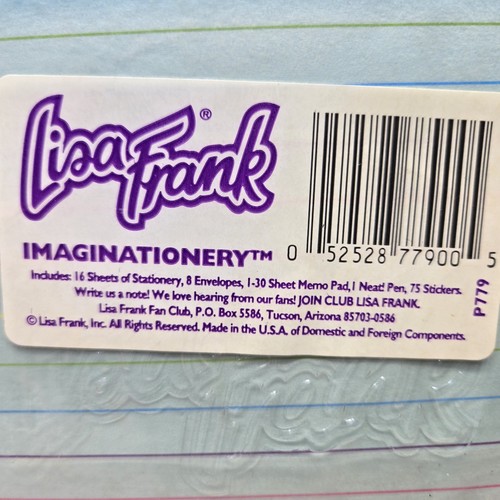 Lisa Frank®
IMAGINATIONERY™
0 52528 77900 5
Includes: 16 Sheets of Stationery, 8 Envelopes, 1-30 Sheet Memo Pad, 1 Neat! Pen, 75 Stickers.
Write us a note! We love hearing from our fans! JOIN CLUB LISA FRANK.
Lisa Frank Fan Club, P.O. Box 5586, Tucson, Arizona 85703-0586
© Lisa Frank, Inc. All Rights Reserved. Made in the U.S.A. of Domestic and Foreign Components.
P779